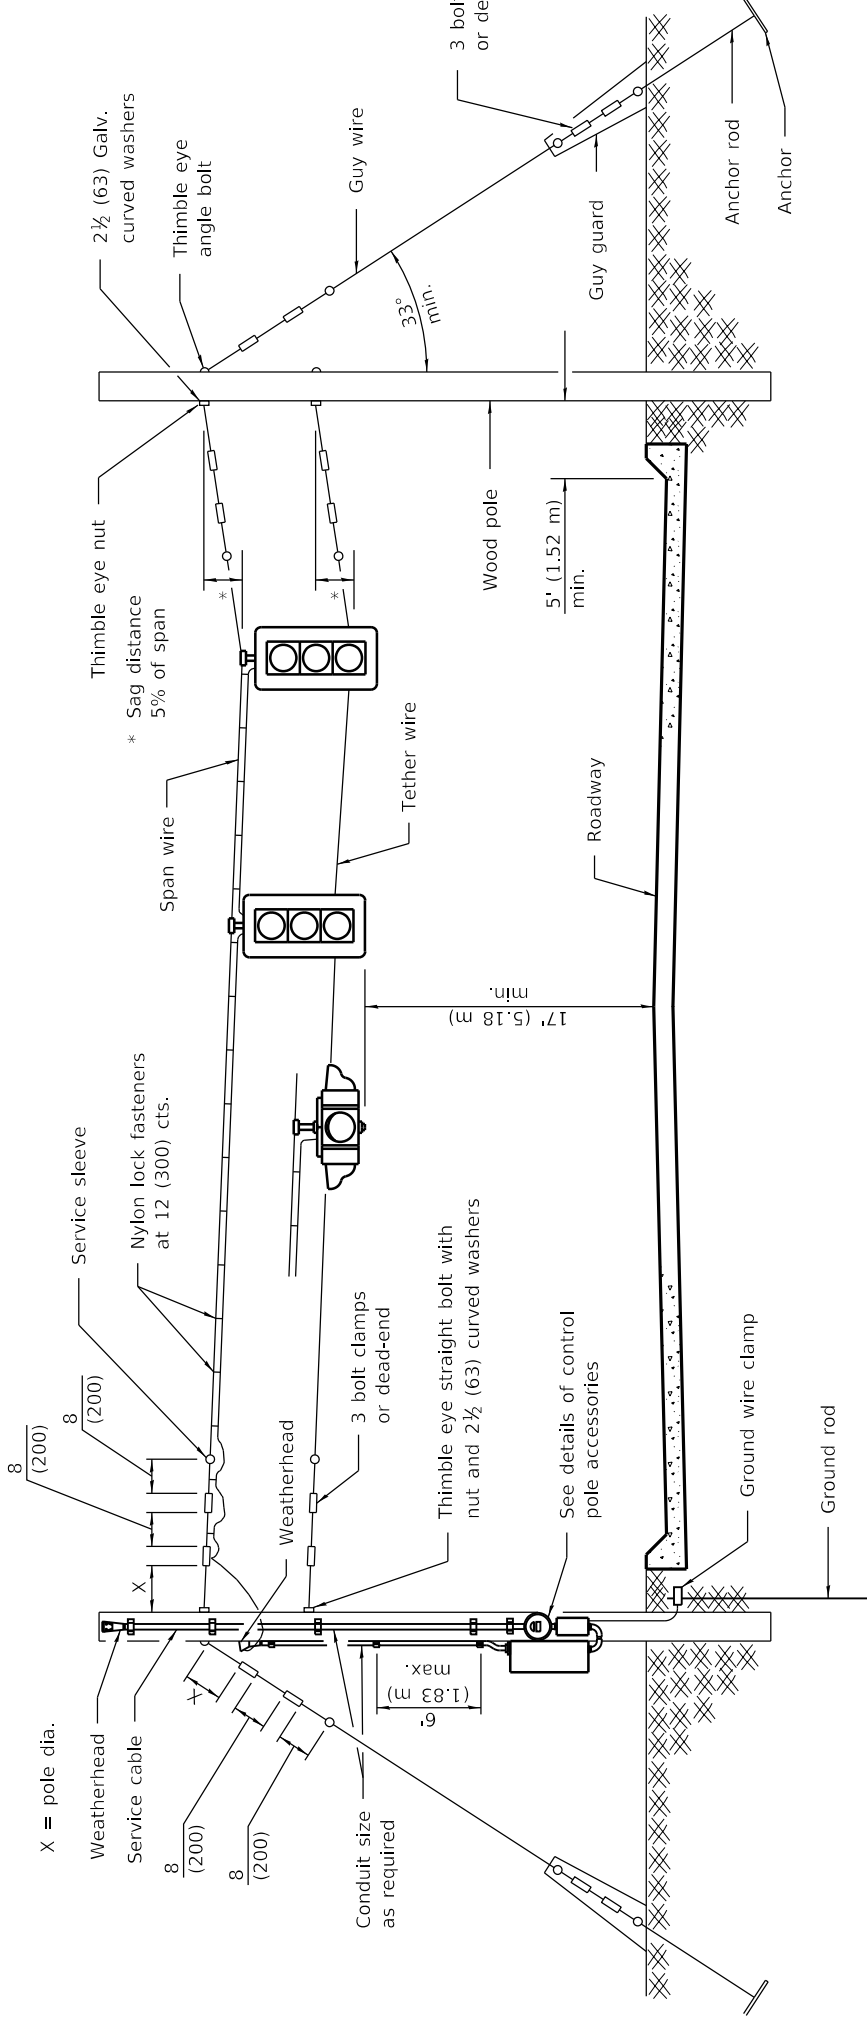 X = pole dia.
Weatherhead
Service cable
8
(200)
8
(200)
X
Conduit size
as required
6'
(1.83 m)
max.
X
8
(200)
8
(200)
Service sleeve
Nylon lock fasteners
at 12 (300) cts.
Weatherhead
3 bolt clamps
or dead-end
Thimble eye straight bolt with
nut and 2½ (63) curved washers
See details of control
pole accessories
Ground wire clamp
Ground rod
17' (5.18 m)
min.
Span wire
Tether wire
Roadway
Thimble eye nut
* Sag distance
5% of span
*
*
Wood pole
5' (1.52 m)
min.
2½ (63) Galv.
curved washers
Thimble eye
angle bolt
Guy wire
33°
min.
Guy guard
3 bolt
or de
Anchor rod
Anchor